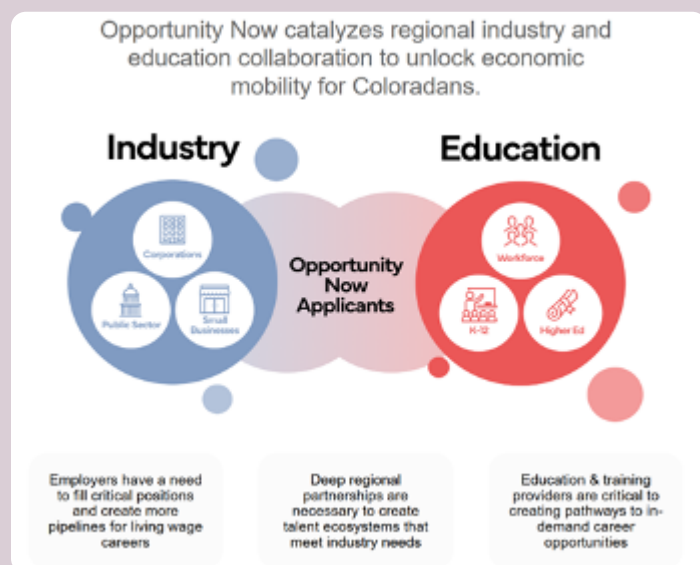 Opportunity Now catalyzes regional industry and
education collaboration to unlock economic
mobility for Coloradans.
Industry
Education
Corporations
Public Sector
Small
Businesses
Opportunity
Now
Applicants
Workforce
K-12
Higher Ed
Employers have a need
to fill critical positions
and create more
pipelines for living wage
careers
Deep regional
partnerships are
necessary to create
talent ecosystems that
meet industry needs
Education & training
providers are critical to
creating pathways to in-
demand career
opportunities